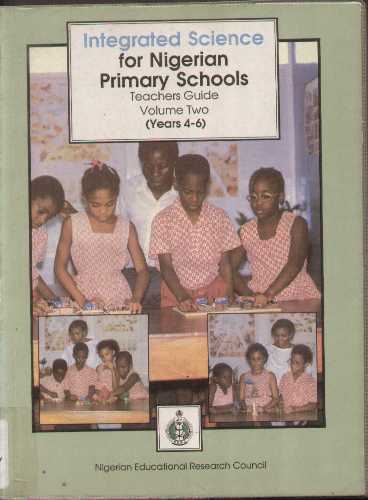 Integrated Science
for Nigerian
Primary Schools
Teachers Guide
Volume Two
(Years 4-6)
Nigerian Educational Research Council